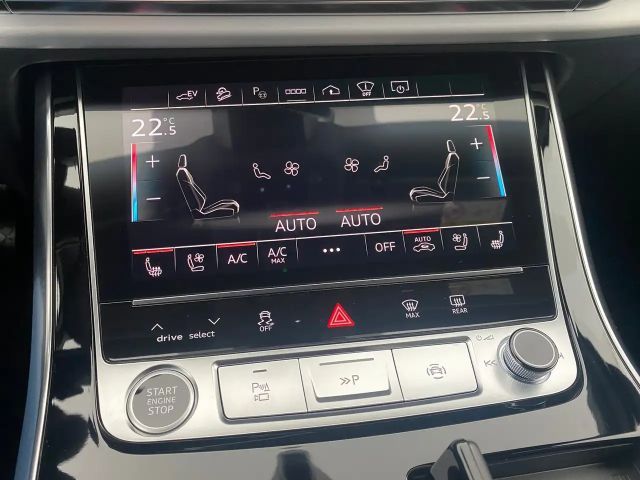 EV P OFF
22.5 °C 22.5 °C
+ +
− −
AUTO AUTO
A/C A/C MAX ... OFF AUTO
drive select OFF MAX REAR
START ENGINE STOP P >>P